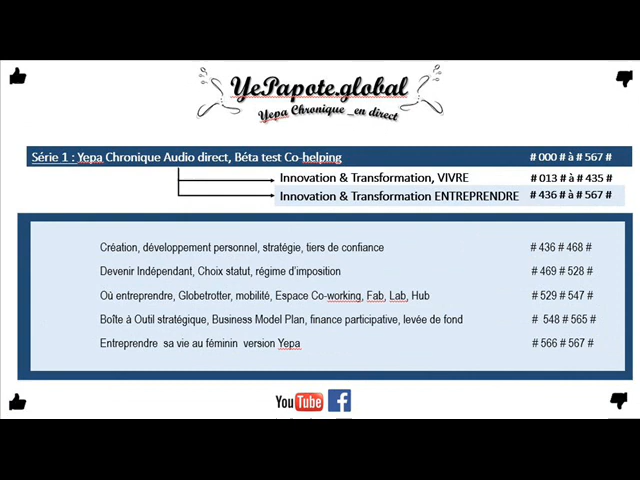 YePapote.global
Yepa Chronique _en direct
Série 1 : Yepa Chronique Audio direct, Béta test Co-helping # 000 # à # 567 #
Innovation & Transformation, VIVRE # 013 # à # 435 #
Innovation & Transformation ENTREPRENDRE # 436 # à # 567 #
Création, développement personnel, stratégie, tiers de confiance # 436 # 468 #
Devenir Indépendant, Choix statut, régime d'imposition # 469 # 528 #
Où entreprendre, Globetrotter, mobilité, Espace Co-working, Fab, Lab, Hub # 529 # 547 #
Boîte à Outil stratégique, Business Model Plan, finance participative, levée de fond # 548 # 565 #
Entreprendre sa vie au féminin version Yepa # 566 # 567 #
YouTube f